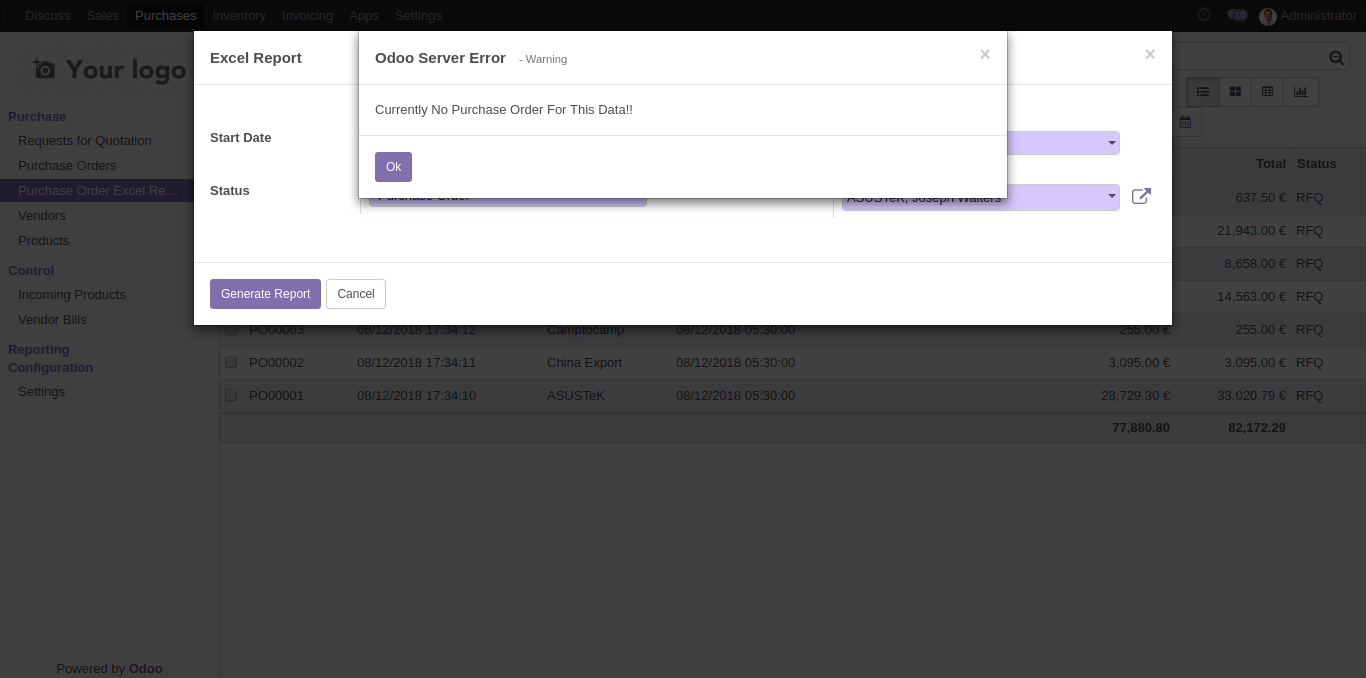 Discuss Sales Purchases Inventory Invoicing Apps Settings 10 Administrator
Your logo
Purchase
Requests for Quotation
Purchase Orders
Purchase Order Excel Re…
Vendors
Products
Control
Incoming Products
Vendor Bills
Reporting
Configuration
Settings
Powered by Odoo
Excel Report ×
Start Date
Status Purchase Order ASUSTeK, Joseph Walters
Generate Report Cancel
Odoo Server Error - Warning ×
Currently No Purchase Order For This Data!!
Ok
Total Status
637.50 € RFQ
21,943.00 € RFQ
8,658.00 € RFQ
14,563.00 € RFQ
PO00003 08/12/2018 17:34:12 Camptocamp 08/12/2018 05:30:00 255.00 € 255.00 € RFQ
PO00002 08/12/2018 17:34:11 China Export 08/12/2018 05:30:00 3,095.00 € 3,095.00 € RFQ
PO00001 08/12/2018 17:34:10 ASUSTeK 08/12/2018 05:30:00 28,729.30 € 33,020.79 € RFQ
77,880.80 82,172.29